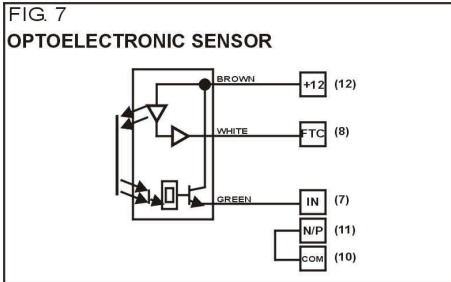 FIG. 7
OPTOELECTRONIC SENSOR
BROWN +12 (12)
WHITE FTC (8)
GREEN IN (7)
N/P (11)
COM (10)